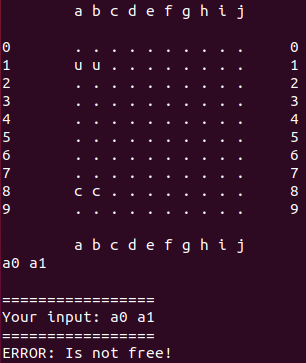 a b c d e f g h i j
0 . . . . . . . . . . 0
1 u u . . . . . . . . 1
2 . . . . . . . . . . 2
3 . . . . . . . . . . 3
4 . . . . . . . . . . 4
5 . . . . . . . . . . 5
6 . . . . . . . . . . 6
7 . . . . . . . . . . 7
8 c c . . . . . . . . 8
9 . . . . . . . . . . 9
a b c d e f g h i j
a0 a1
=================
Your input: a0 a1
=================
ERROR: Is not free!